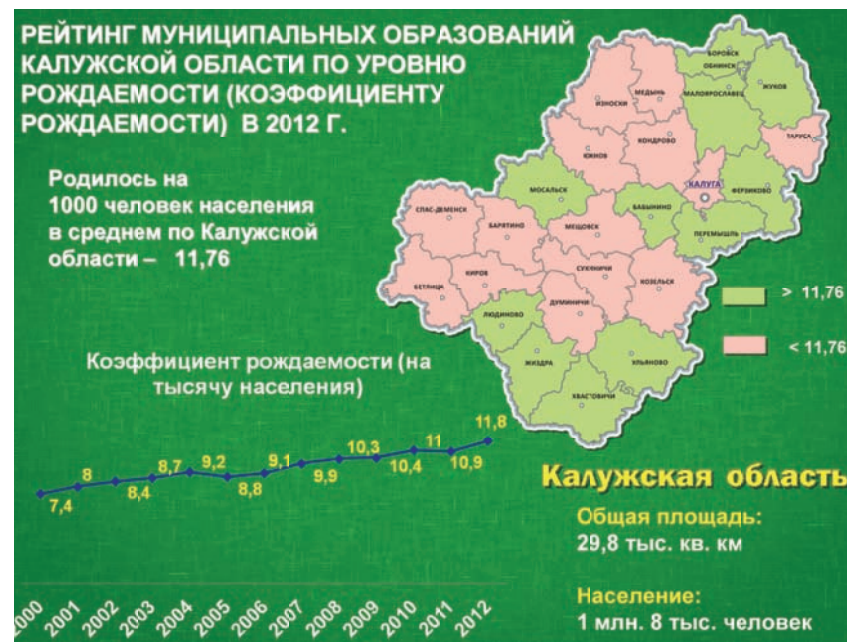 РЕЙТИНГ МУНИЦИПАЛЬНЫХ ОБРАЗОВАНИЙ
КАЛУЖСКОЙ ОБЛАСТИ ПО УРОВНЮ
РОЖДАЕМОСТИ (КОЭФФИЦИЕНТУ
РОЖДАЕМОСТИ) В 2012 Г.
Родилось на
1000 человек населения
в среднем по Калужской
области – 11,76
БОРОВСК
ОБНИНСК
ЖУКОВ
МАЛОЯРОСЛАВЕЦ
МЕДЫНЬ
ИЗНОСКИ
КОНДРОВО
ТАРУСА
ЮХНОВ
КАЛУГА
ФЕРЗИКОВО
МОСАЛЬСК
БАБЫНИНО
ПЕРЕМЫШЛЬ
СПАС-ДЕМЕНСК
БАРЯТИНО
МЕЩОВСК
СУХИНИЧИ
КИРОВ
КОЗЕЛЬСК
БЕТЛИЦА
ДУМИНИЧИ
ЛЮДИНОВО
ЖИЗДРА
УЛЬЯНОВО
ХВАСТОВИЧИ
> 11,76
< 11,76
Коэффициент рождаемости (на
тысячу населения)
7,4
8
8,4
8,7
9,2
8,8
9,1
9,9
10,3
10,4
11
10,9
11,8
2000
2001
2002
2003
2004
2005
2006
2007
2008
2009
2010
2011
2012
Калужская область
Общая площадь:
29,8 тыс. кв. км
Население:
1 млн. 8 тыс. человек